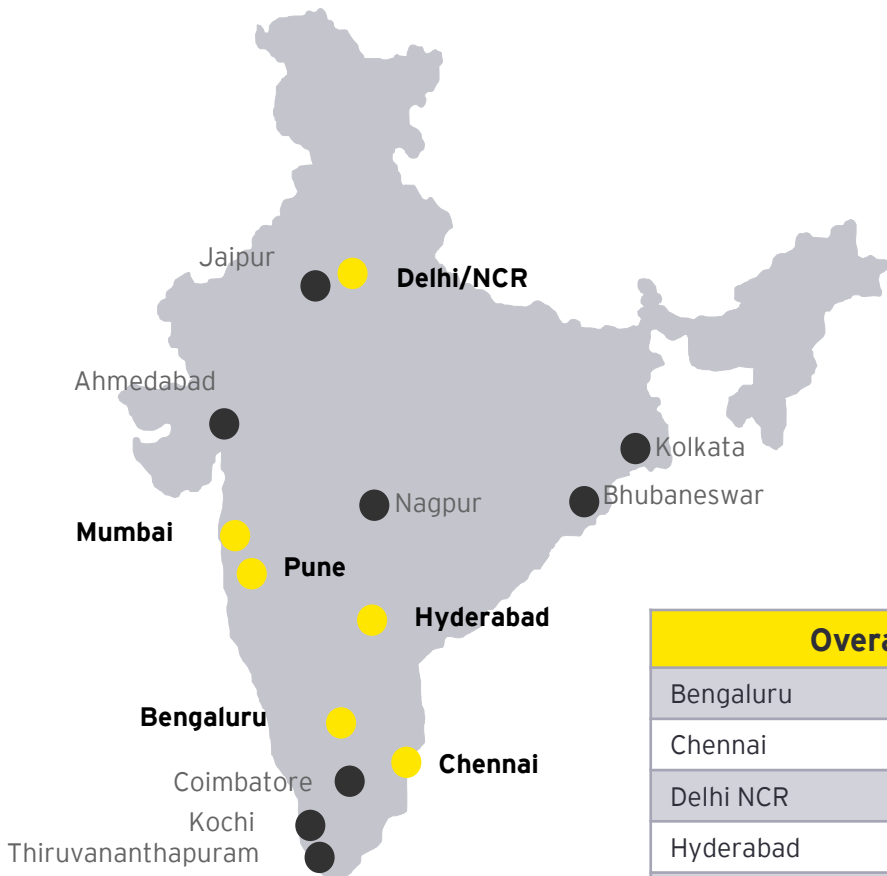 Jaipur
Delhi/NCR
Ahmedabad
Kolkata
Nagpur
Bhubaneswar
Mumbai
Pune
Hyderabad
Bengaluru
Chennai
Coimbatore
Kochi
Thiruvananthapuram
Bengaluru
Chennai
Delhi NCR
Hyderabad